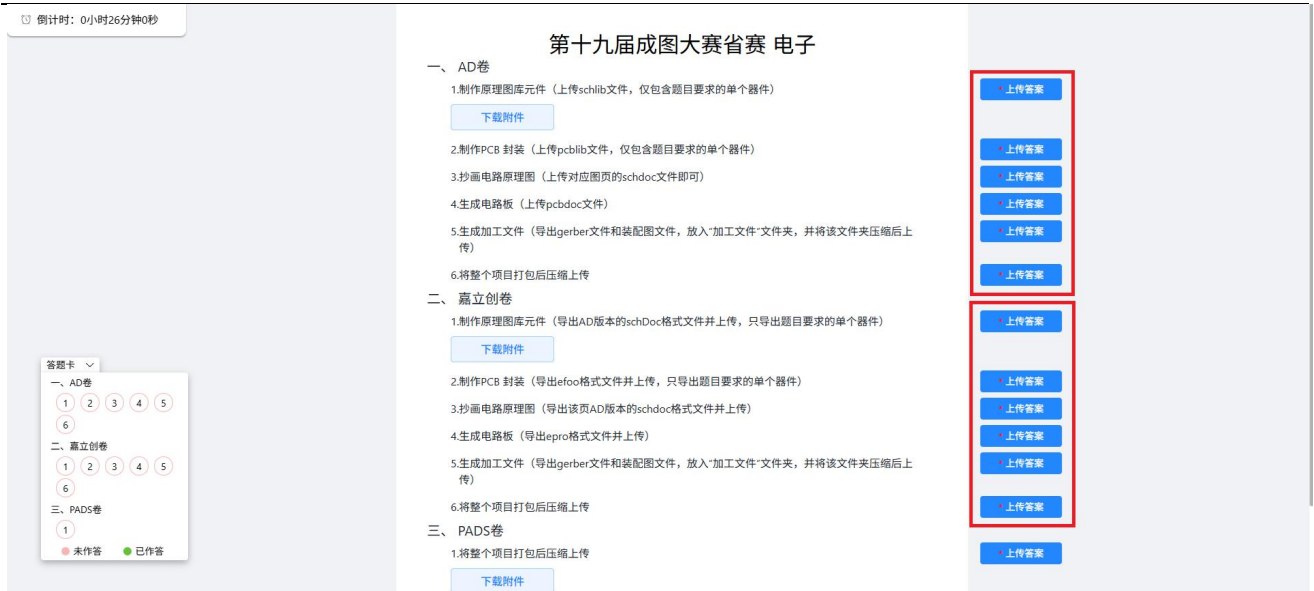 倒计时：0小时26分钟0秒
第十九届成图大赛省赛 电子
一、 AD卷
1.制作原理图库元件（上传schlib文件，仅包含题目要求的单个器件）
*上传答案
下载附件
2.制作PCB 封装（上传pcblib文件，仅包含题目要求的单个器件）
*上传答案
3.抄画电路原理图（上传对应图页的schdoc文件即可）
*上传答案
4.生成电路板（上传pcbdoc文件）
*上传答案
5.生成加工文件（导出gerber文件和装配图文件，放入“加工文件”文件夹，并将该文件夹压缩后上
传）
*上传答案
6.将整个项目打包后压缩上传
*上传答案
二、 嘉立创卷
1.制作原理图库元件（导出AD版本的schDoc格式文件并上传，只导出题目要求的单个器件）
*上传答案
下载附件
2.制作PCB 封装（导出efoo格式文件并上传，只导出题目要求的单个器件）
*上传答案
3.抄画电路原理图（导出该页AD版本的schdoc格式文件并上传）
*上传答案
4.生成电路板（导出epro格式文件并上传）
*上传答案
5.生成加工文件（导出gerber文件和装配图文件，放入“加工文件”文件夹，并将该文件夹压缩后上
传）
*上传答案
6.将整个项目打包后压缩上传
*上传答案
三、 PADS卷
1.将整个项目打包后压缩上传
*上传答案
下载附件
答题卡
一、AD卷
1 2 3 4 5
6
二、嘉立创卷
1 2 3 4 5
6
三、PADS卷
1
未作答 已作答